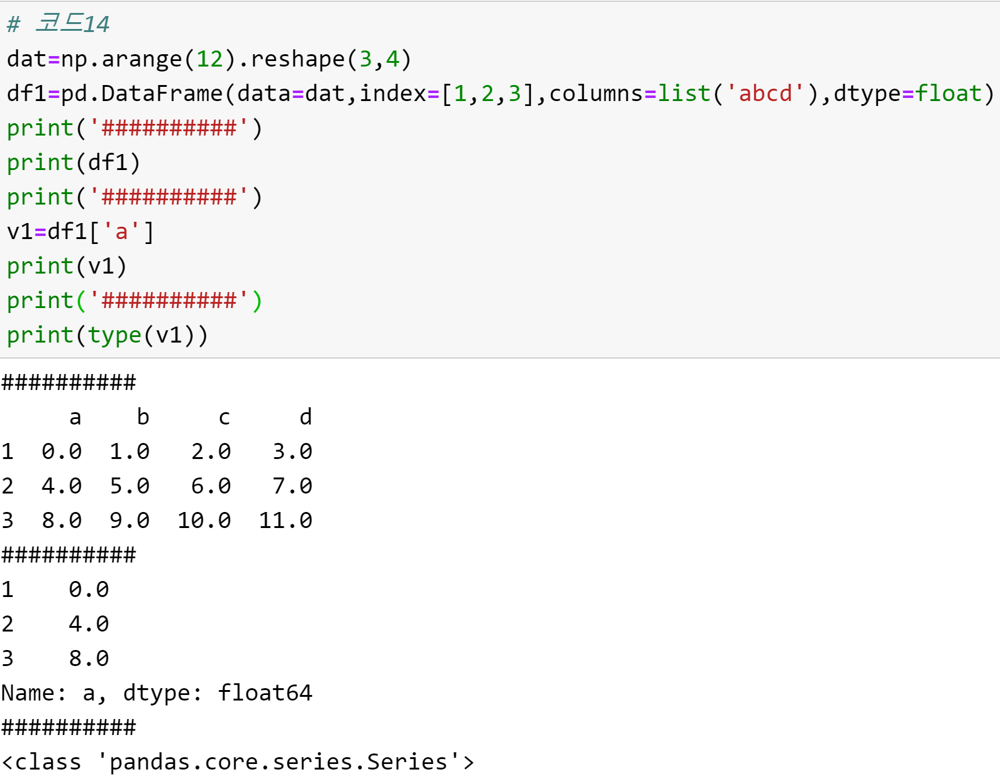 # 코드14
dat=np.arange(12).reshape(3,4)
df1=pd.DataFrame(data=dat,index=[1,2,3],columns=list('abcd'),dtype=float)
print('##########')
print(df1)
print('##########')
v1=df1['a']
print(v1)
print('##########')
print(type(v1))
##########
     a    b     c     d
1  0.0  1.0   2.0   3.0
2  4.0  5.0   6.0   7.0
3  8.0  9.0  10.0  11.0
##########
1    0.0
2    4.0
3    8.0
Name: a, dtype: float64
##########
<class 'pandas.core.series.Series'>